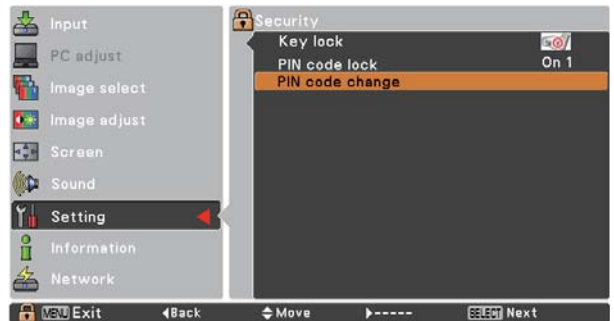 Input
PC adjust
Image select
Image adjust
Screen
Sound
Setting
Information
Network
Security
Key lock
PIN code lock On 1
PIN code change
MENU Exit ◀Back ◆Move ▶----- SELECT Next